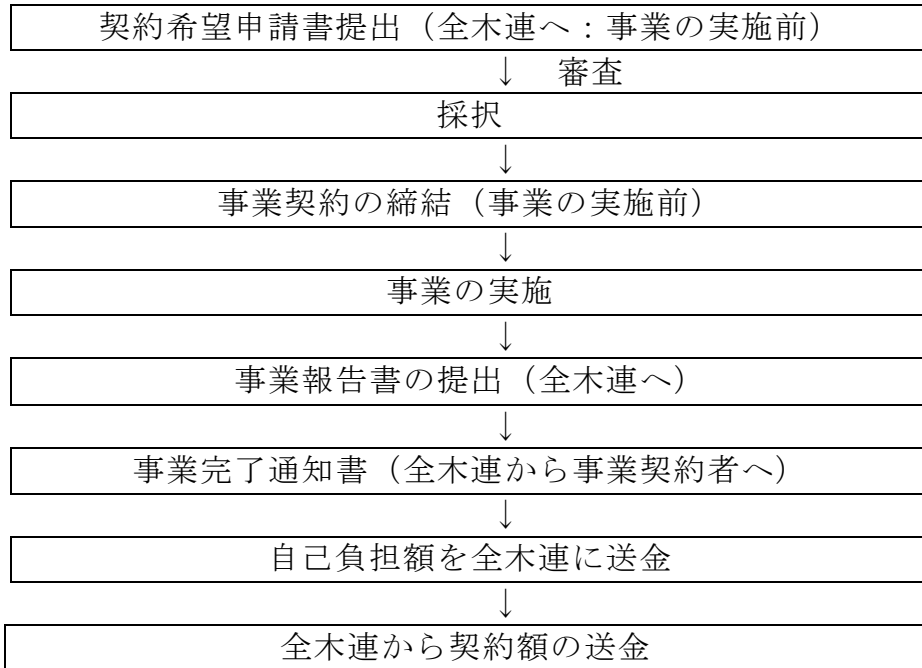 契約希望申請書提出（全木連へ：事業の実施前）
↓　審査
採択
↓
事業契約の締結（事業の実施前）
↓
事業の実施
↓
事業報告書の提出（全木連へ）
↓
事業完了通知書（全木連から事業契約者へ）
↓
自己負担額を全木連に送金
↓
全木連から契約額の送金